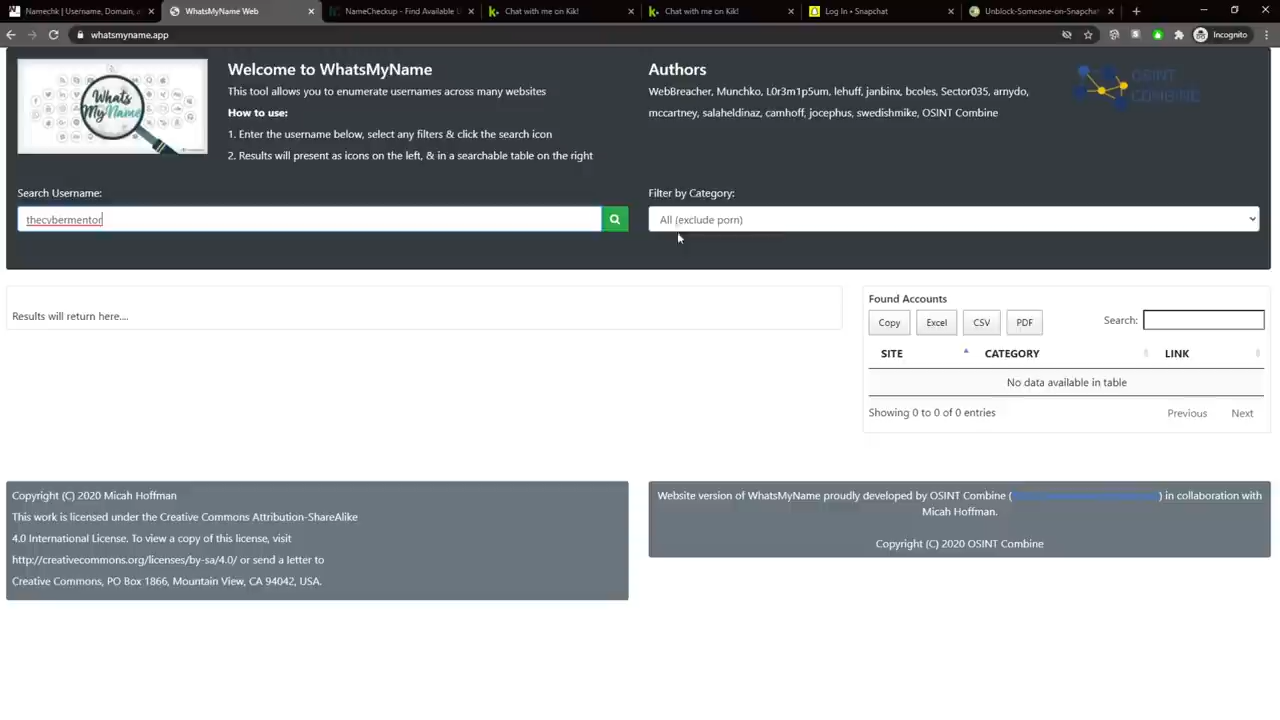 Namechk | Username, Domain, a
WhatsMyName Web
NameCheckup - Find Available U
Chat with me on Kik!
Chat with me on Kik!
Log In • Snapchat
Unblock-Someone-on-Snapchat
whatsmyname.app
Incognito
Whats
My Name
Welcome to WhatsMyName
This tool allows you to enumerate usernames across many websites
How to use:
1. Enter the username below, select any filters & click the search icon
2. Results will present as icons on the left, & in a searchable table on the right
Authors
WebBreacher, Munchko, L0r3m1p5um, lehuff, janbinx, bcoles, Sector035, arnydo,
mccartney, salaheldinaz, camhoff, jocephus, swedishmike, OSINT Combine
OSINT
COMBINE
Search Username:
thecybermentor
Filter by Category:
All (exclude porn)
Results will return here....
Found Accounts
Copy Excel CSV PDF
Search:
SITE CATEGORY LINK
No data available in table
Showing 0 to 0 of 0 entries
Previous Next
Copyright (C) 2020 Micah Hoffman
This work is licensed under the Creative Commons Attribution-ShareAlike
4.0 International License. To view a copy of this license, visit
http://creativecommons.org/licenses/by-sa/4.0/ or send a letter to
Creative Commons, PO Box 1866, Mountain View, CA 94042, USA.
Website version of WhatsMyName proudly developed by OSINT Combine ( ) in collaboration with
Micah Hoffman.
Copyright (C) 2020 OSINT Combine